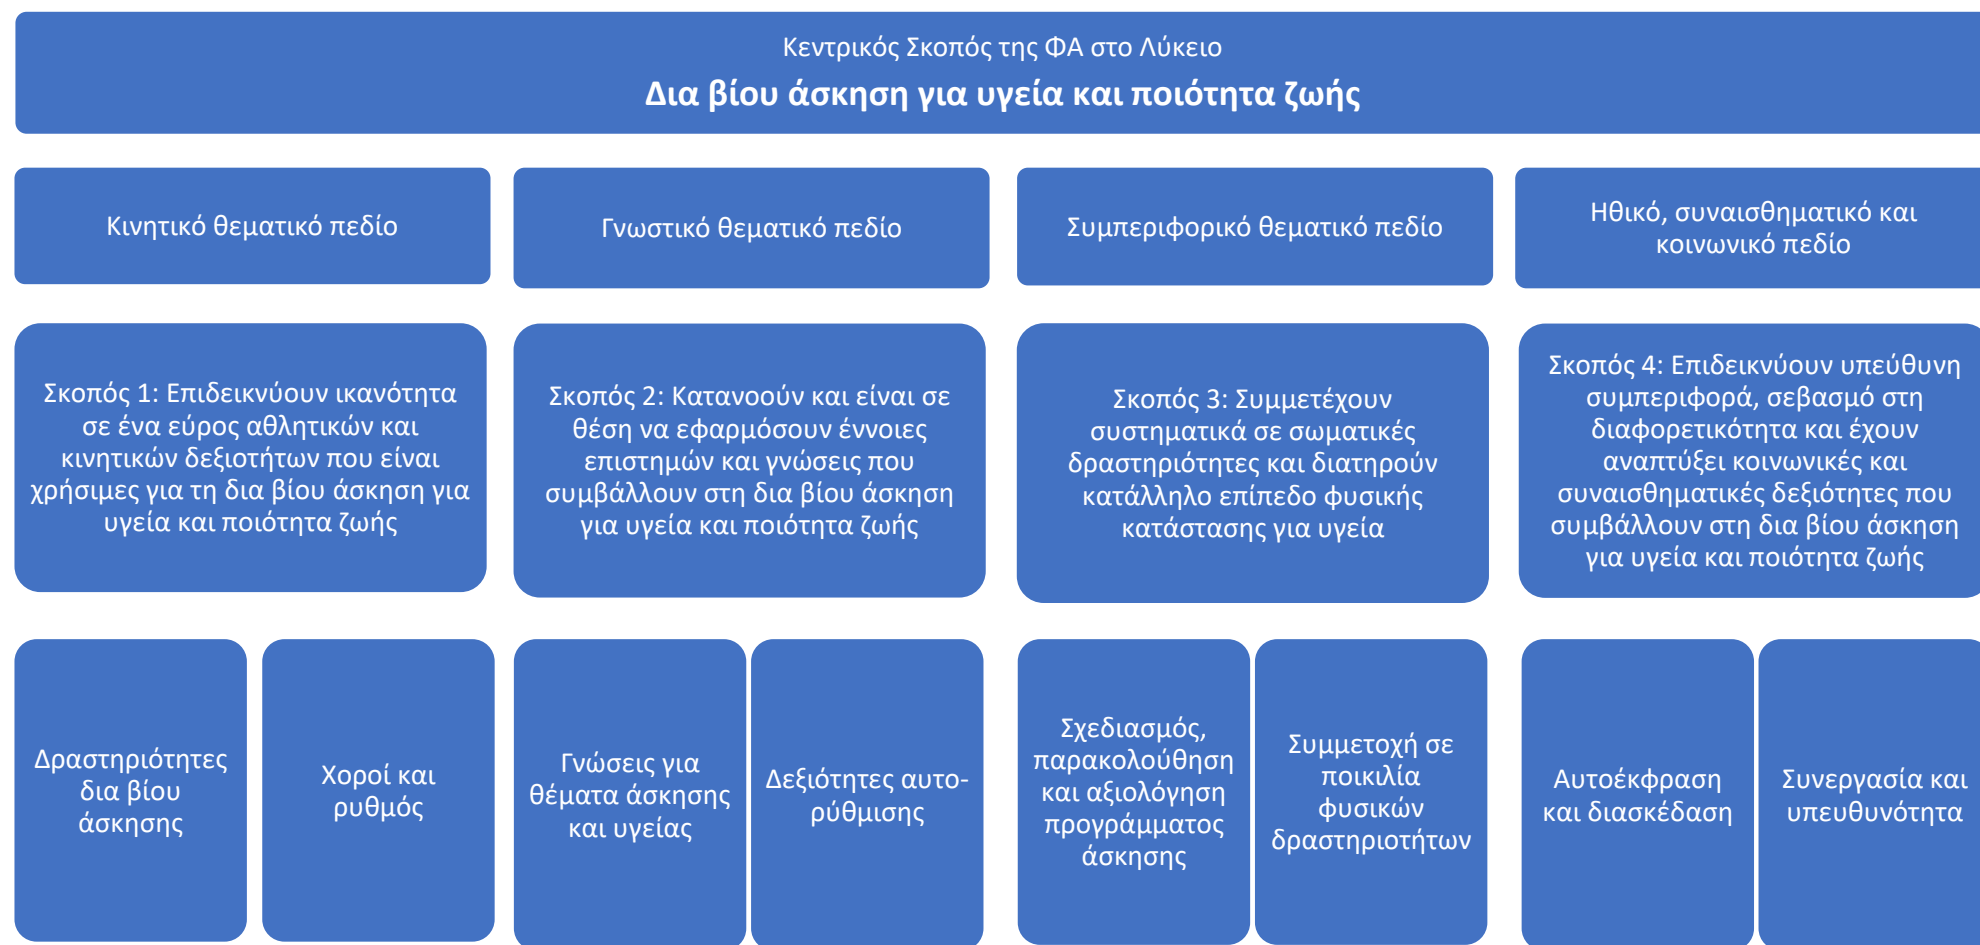 Κεντρικός Σκοπός της ΦΑ στο Λύκειο
Δια βίου άσκηση για υγεία και ποιότητα ζωής
Κινητικό θεματικό πεδίο
Γνωστικό θεματικό πεδίο
Συμπεριφορικό θεματικό πεδίο
Ηθικό, συναισθηματικό και
κοινωνικό πεδίο
Σκοπός 1: Επιδεικνύουν ικανότητα
σε ένα εύρος αθλητικών και
κινητικών δεξιοτήτων που είναι
χρήσιμες για τη δια βίου άσκηση για
υγεία και ποιότητα ζωής
Σκοπός 2: Κατανοούν και είναι σε
θέση να εφαρμόσουν έννοιες
επιστημών και γνώσεις που
συμβάλλουν στη δια βίου άσκηση
για υγεία και ποιότητα ζωής
Σκοπός 3: Συμμετέχουν
συστηματικά σε σωματικές
δραστηριότητες και διατηρούν
κατάλληλο επίπεδο φυσικής
κατάστασης για υγεία
Σκοπός 4: Επιδεικνύουν υπεύθυνη
συμπεριφορά, σεβασμό στη
διαφορετικότητα και έχουν
αναπτύξει κοινωνικές και
συναισθηματικές δεξιότητες που
συμβάλλουν στη δια βίου άσκηση
για υγεία και ποιότητα ζωής
Δραστηριότητες
δια βίου
άσκησης
Χοροί και
ρυθμός
Γνώσεις για
θέματα άσκησης
και υγείας
Δεξιότητες αυτο-
ρύθμισης
Σχεδιασμός,
παρακολούθηση
και αξιολόγηση
προγράμματος
άσκησης
Συμμετοχή σε
ποικιλία
φυσικών
δραστηριοτήτων
Αυτοέκφραση
και διασκέδαση
Συνεργασία και
υπευθυνότητα